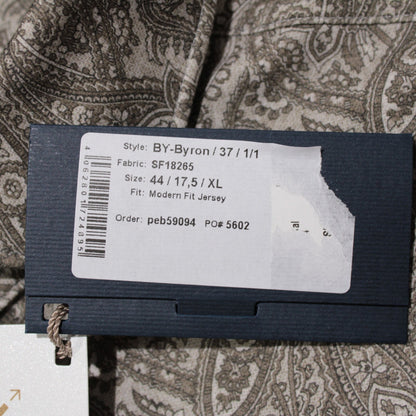 Style: BY-Byron / 37 / 1/1
Fabric: SF18265
Size: 44 / 17,5 / XL
Fit: Modern Fit Jersey
Order: peb59094 PO# 5602